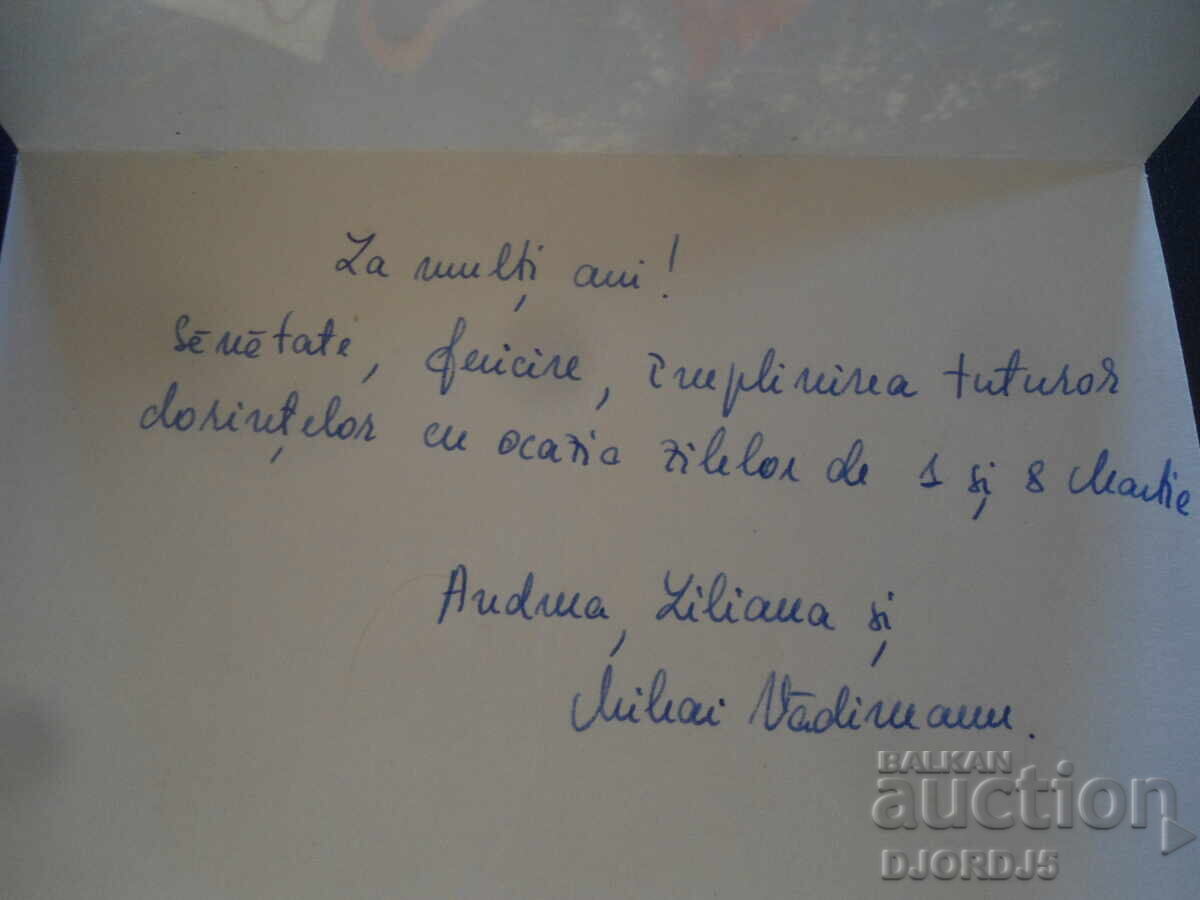 La mulți ani!
Sănătate, fericire, împlinirea tuturor
dorințelor cu ocazia zilelor de 1 și 8 Martie
Liliana și
Mihai
BALKAN
auction
DJORDJ5